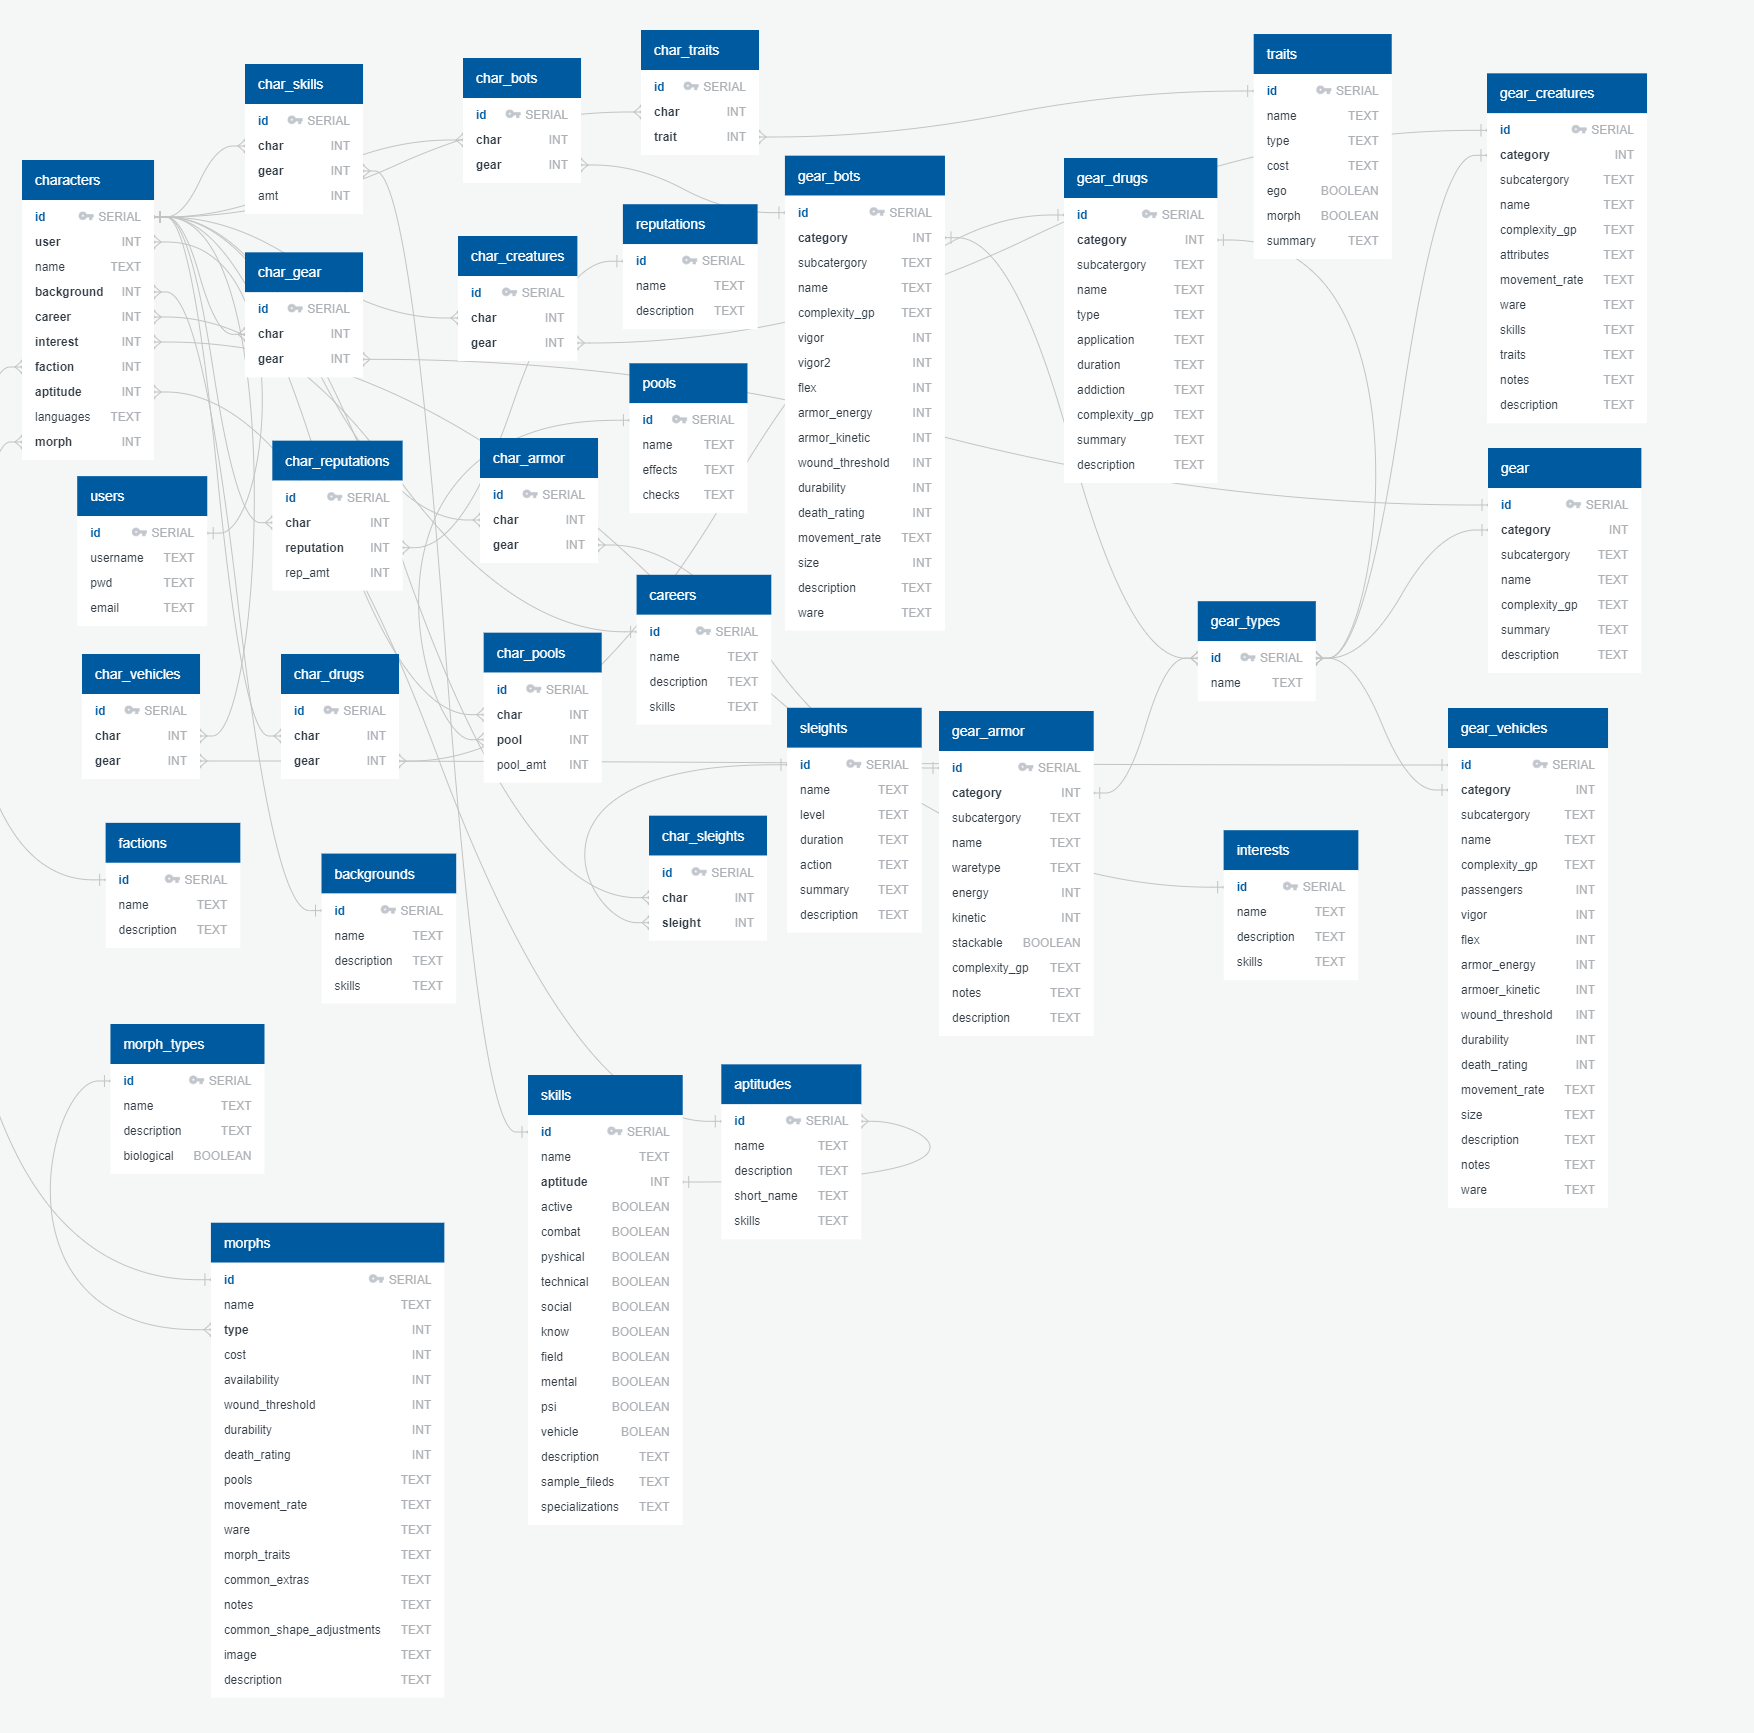 characters
id SERIAL
user INT
name TEXT
background INT
career INT
interest INT
faction INT
aptitude INT
languages TEXT
morph INT
char_skills
id SERIAL
char INT
gear INT
amt INT
char_bots
id SERIAL
char INT
gear INT
char_traits
id SERIAL
char INT
trait INT
traits
id SERIAL
name TEXT
type TEXT
cost TEXT
ego BOOLEAN
morph BOOLEAN
summary TEXT
gear_creatures
id SERIAL
category INT
subcatergory TEXT
name TEXT
complexity_gp TEXT
attributes TEXT
movement_rate TEXT
ware TEXT
skills TEXT
traits TEXT
notes TEXT
description TEXT
gear_bots
id SERIAL
category INT
subcatergory TEXT
name TEXT
complexity_gp TEXT
vigor INT
vigor2 INT
flex INT
armor_energy INT
armor_kinetic INT
wound_threshold INT
durability INT
death_rating INT
movement_rate TEXT
size INT
description TEXT
ware TEXT
gear_drugs
id SERIAL
category INT
subcatergory TEXT
name TEXT
type TEXT
application TEXT
duration TEXT
addiction TEXT
complexity_gp TEXT
summary TEXT
description TEXT
reputations
id SERIAL
name TEXT
description TEXT
char_creatures
id SERIAL
char INT
gear INT
char_gear
id SERIAL
char INT
gear INT
pools
id SERIAL
name TEXT
effects TEXT
checks TEXT
char_reputations
id SERIAL
char INT
reputation INT
rep_amt INT
char_armor
id SERIAL
char INT
gear INT
gear
id SERIAL
category INT
subcatergory TEXT
name TEXT
complexity_gp TEXT
summary TEXT
description TEXT
users
id SERIAL
username TEXT
pwd TEXT
email TEXT
careers
id SERIAL
name TEXT
description TEXT
skills TEXT
gear_types
id SERIAL
name TEXT
char_pools
id SERIAL
char INT
pool INT
pool_amt INT
char_vehicles
id SERIAL
char INT
gear INT
char_drugs
id SERIAL
char INT
gear INT
sleights
id SERIAL
name TEXT
level TEXT
duration TEXT
action TEXT
summary TEXT
description TEXT
gear_armor
id SERIAL
category INT
subcatergory TEXT
name TEXT
waretype TEXT
energy INT
kinetic INT
stackable BOOLEAN
complexity_gp TEXT
notes TEXT
description TEXT
gear_vehicles
id SERIAL
category INT
subcatergory TEXT
name TEXT
complexity_gp TEXT
passengers INT
vigor INT
flex INT
armor_energy INT
armoer_kinetic INT
wound_threshold INT
durability INT
death_rating INT
movement_rate TEXT
size TEXT
description TEXT
notes TEXT
ware TEXT
char_sleights
id SERIAL
char INT
sleight INT
factions
id SERIAL
name TEXT
description TEXT
interests
id SERIAL
name TEXT
description TEXT
skills TEXT
backgrounds
id SERIAL
name TEXT
description TEXT
skills TEXT
morph_types
id SERIAL
name TEXT
description TEXT
biological BOOLEAN
skills
id SERIAL
name TEXT
aptitude INT
active BOOLEAN
combat BOOLEAN
pyshical BOOLEAN
technical BOOLEAN
social BOOLEAN
know BOOLEAN
field BOOLEAN
mental BOOLEAN
psi BOOLEAN
vehicle BOLEAN
description TEXT
sample_fileds TEXT
specializations TEXT
aptitudes
id SERIAL
name TEXT
description TEXT
short_name TEXT
skills TEXT
morphs
id SERIAL
name TEXT
type INT
cost INT
availability INT
wound_threshold INT
durability INT
death_rating INT
pools TEXT
movement_rate TEXT
ware TEXT
morph_traits TEXT
common_extras TEXT
notes TEXT
common_shape_adjustments TEXT
image TEXT
description TEXT